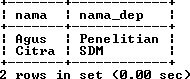 | nama | nama_dep |
| Agus | Penelitian |
| Citra | SDM |
2 rows in set (0.00 sec